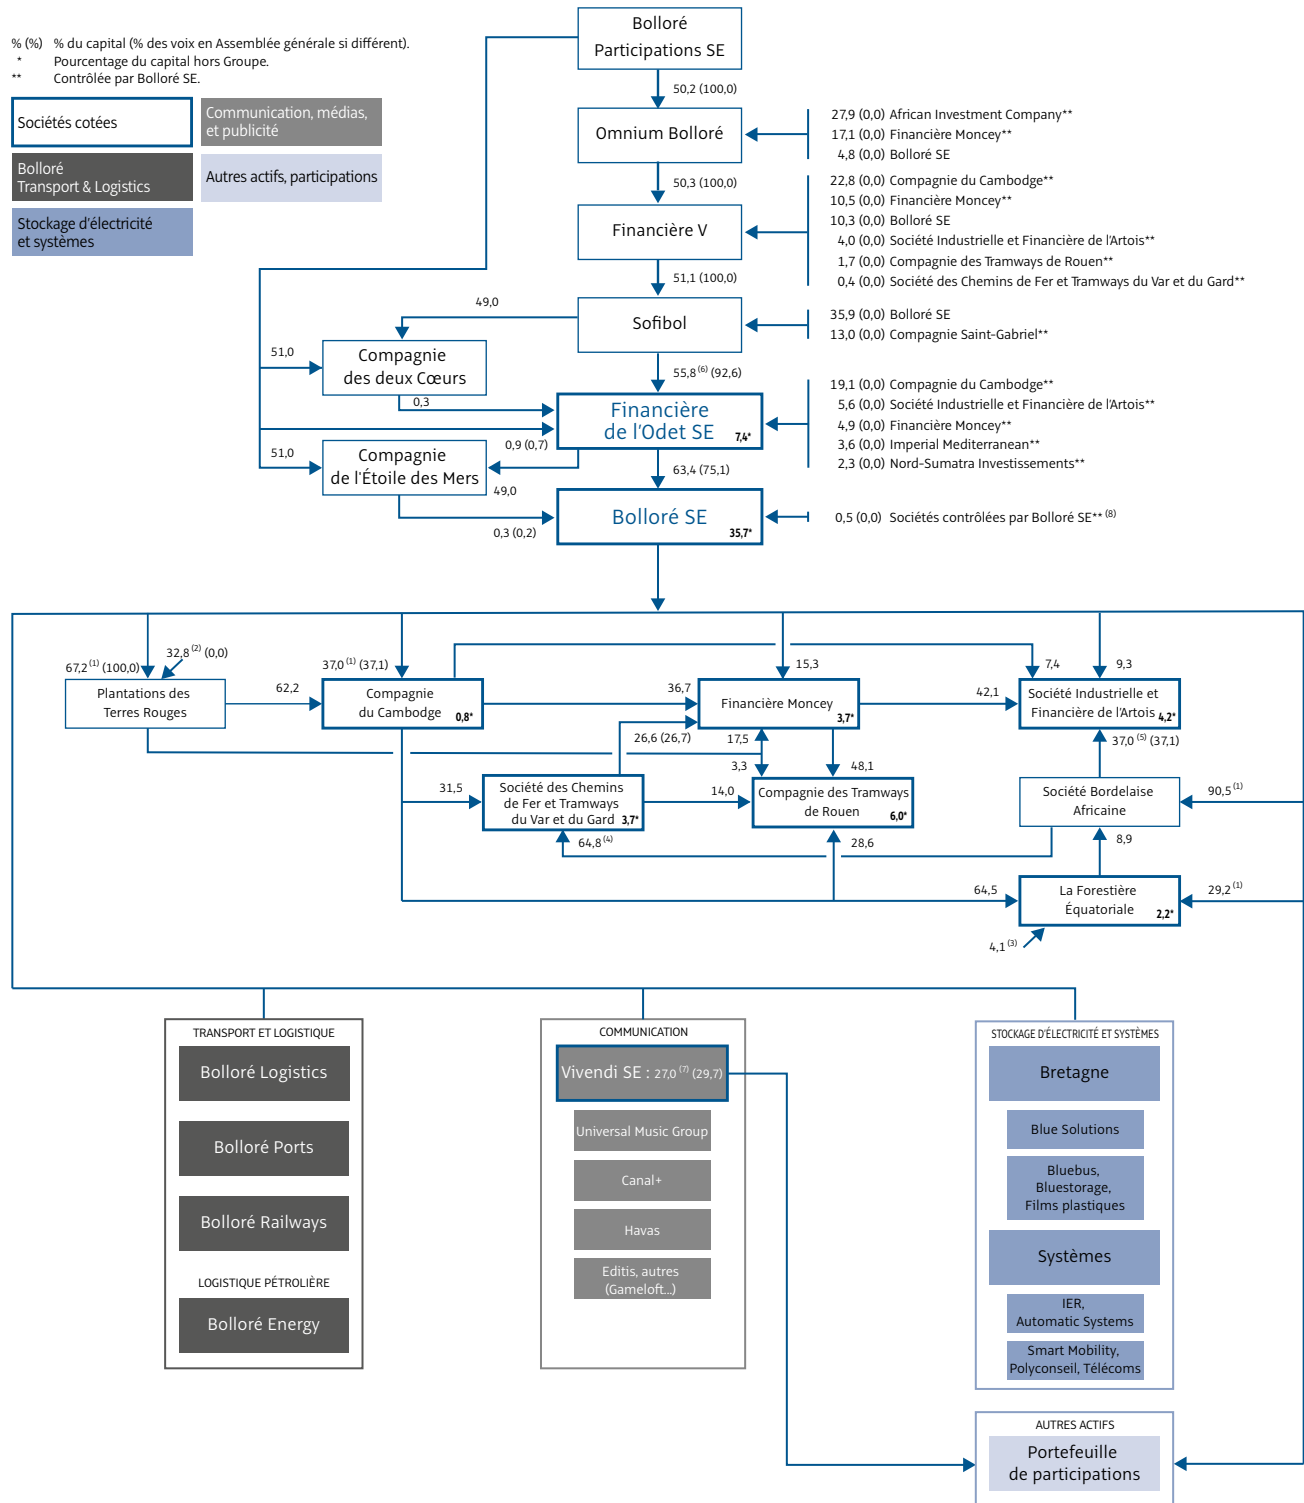 Bolloré
Participations SE
% (%) % du capital (% des voix en Assemblée générale si différent).
* Pourcentage du capital hors Groupe.
** Contrôlée par Bolloré SE.
Sociétés cotées
Communication, médias,
et publicité
Bolloré
Transport & Logistics
Autres actifs, participations
Stockage d'électricité
et systèmes
50,2 (100,0)
Omnium Bolloré
27,9 (0,0) African Investment Company**
17,1 (0,0) Financière Moncey**
4,8 (0,0) Bolloré SE
50,3 (100,0)
Financière V
22,8 (0,0) Compagnie du Cambodge**
10,5 (0,0) Financière Moncey**
10,3 (0,0) Bolloré SE
4,0 (0,0) Société Industrielle et Financière de l'Artois**
1,7 (0,0) Compagnie des Tramways de Rouen**
0,4 (0,0) Société des Chemins de Fer et Tramways du Var et du Gard**
51,1 (100,0)
49,0
Sofibol
35,9 (0,0) Bolloré SE
13,0 (0,0) Compagnie Saint-Gabriel**
51,0
Compagnie
des deux Cœurs
55,8 (6) (92,6)
0,3
Financière
de l'Odet SE
7,4*
19,1 (0,0) Compagnie du Cambodge**
5,6 (0,0) Société Industrielle et Financière de l'Artois**
4,9 (0,0) Financière Moncey**
3,6 (0,0) Imperial Mediterranean**
2,3 (0,0) Nord-Sumatra Investissements**
0,9 (0,7)
51,0
Compagnie
de l'Étoile des Mers
49,0
63,4 (75,1)
0,3 (0,2)
Bolloré SE
35,7*
0,5 (0,0) Sociétés contrôlées par Bolloré SE** (8)
67,2 (1) (100,0)
32,8 (2) (0,0)
37,0 (1) (37,1)
15,3
7,4
9,3
Plantations des
Terres Rouges
62,2
Compagnie
du Cambodge
0,8*
36,7
Financière Moncey
3,7*
42,1
Société Industrielle et
Financière de l'Artois
4,2*
26,6 (26,7)
17,5
37,0 (5) (37,1)
3,3
48,1
31,5
Société des Chemins
de Fer et Tramways
du Var et du Gard
3,7*
14,0
Compagnie des Tramways
de Rouen
6,0*
Société Bordelaise
Africaine
90,5 (1)
64,8 (4)
28,6
8,9
64,5
La Forestière
Équatoriale
2,2*
29,2 (1)
4,1 (3)
TRANSPORT ET LOGISTIQUE
Bolloré Logistics
Bolloré Ports
Bolloré Railways
LOGISTIQUE PÉTROLIÈRE
Bolloré Energy
COMMUNICATION
Vivendi SE : 27,0 (7) (29,7)
Universal Music Group
Canal+
Havas
Editis, autres
(Gameloft...)
STOCKAGE D'ÉLECTRICITÉ ET SYSTÈMES
Bretagne
Blue Solutions
Bluebus,
Bluestorage,
Films plastiques
Systèmes
IER,
Automatic Systems
Smart Mobility,
Polyconseil, Télécoms
AUTRES ACTIFS
Portefeuille
de participations